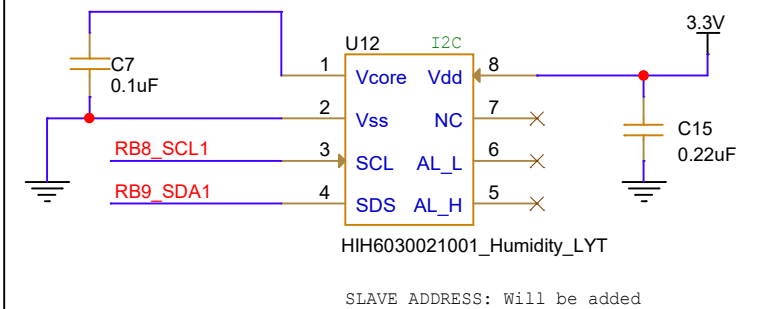 3.3V
U12 I2C
C7
0.1uF
1 Vcore Vdd 8
2 Vss NC 7
C15
0.22uF
RB8_SCL1 3 SCL AL_L 6
RB9_SDA1 4 SDS AL_H 5
HIH6030021001_Humidity_LYT
SLAVE ADDRESS: Will be added